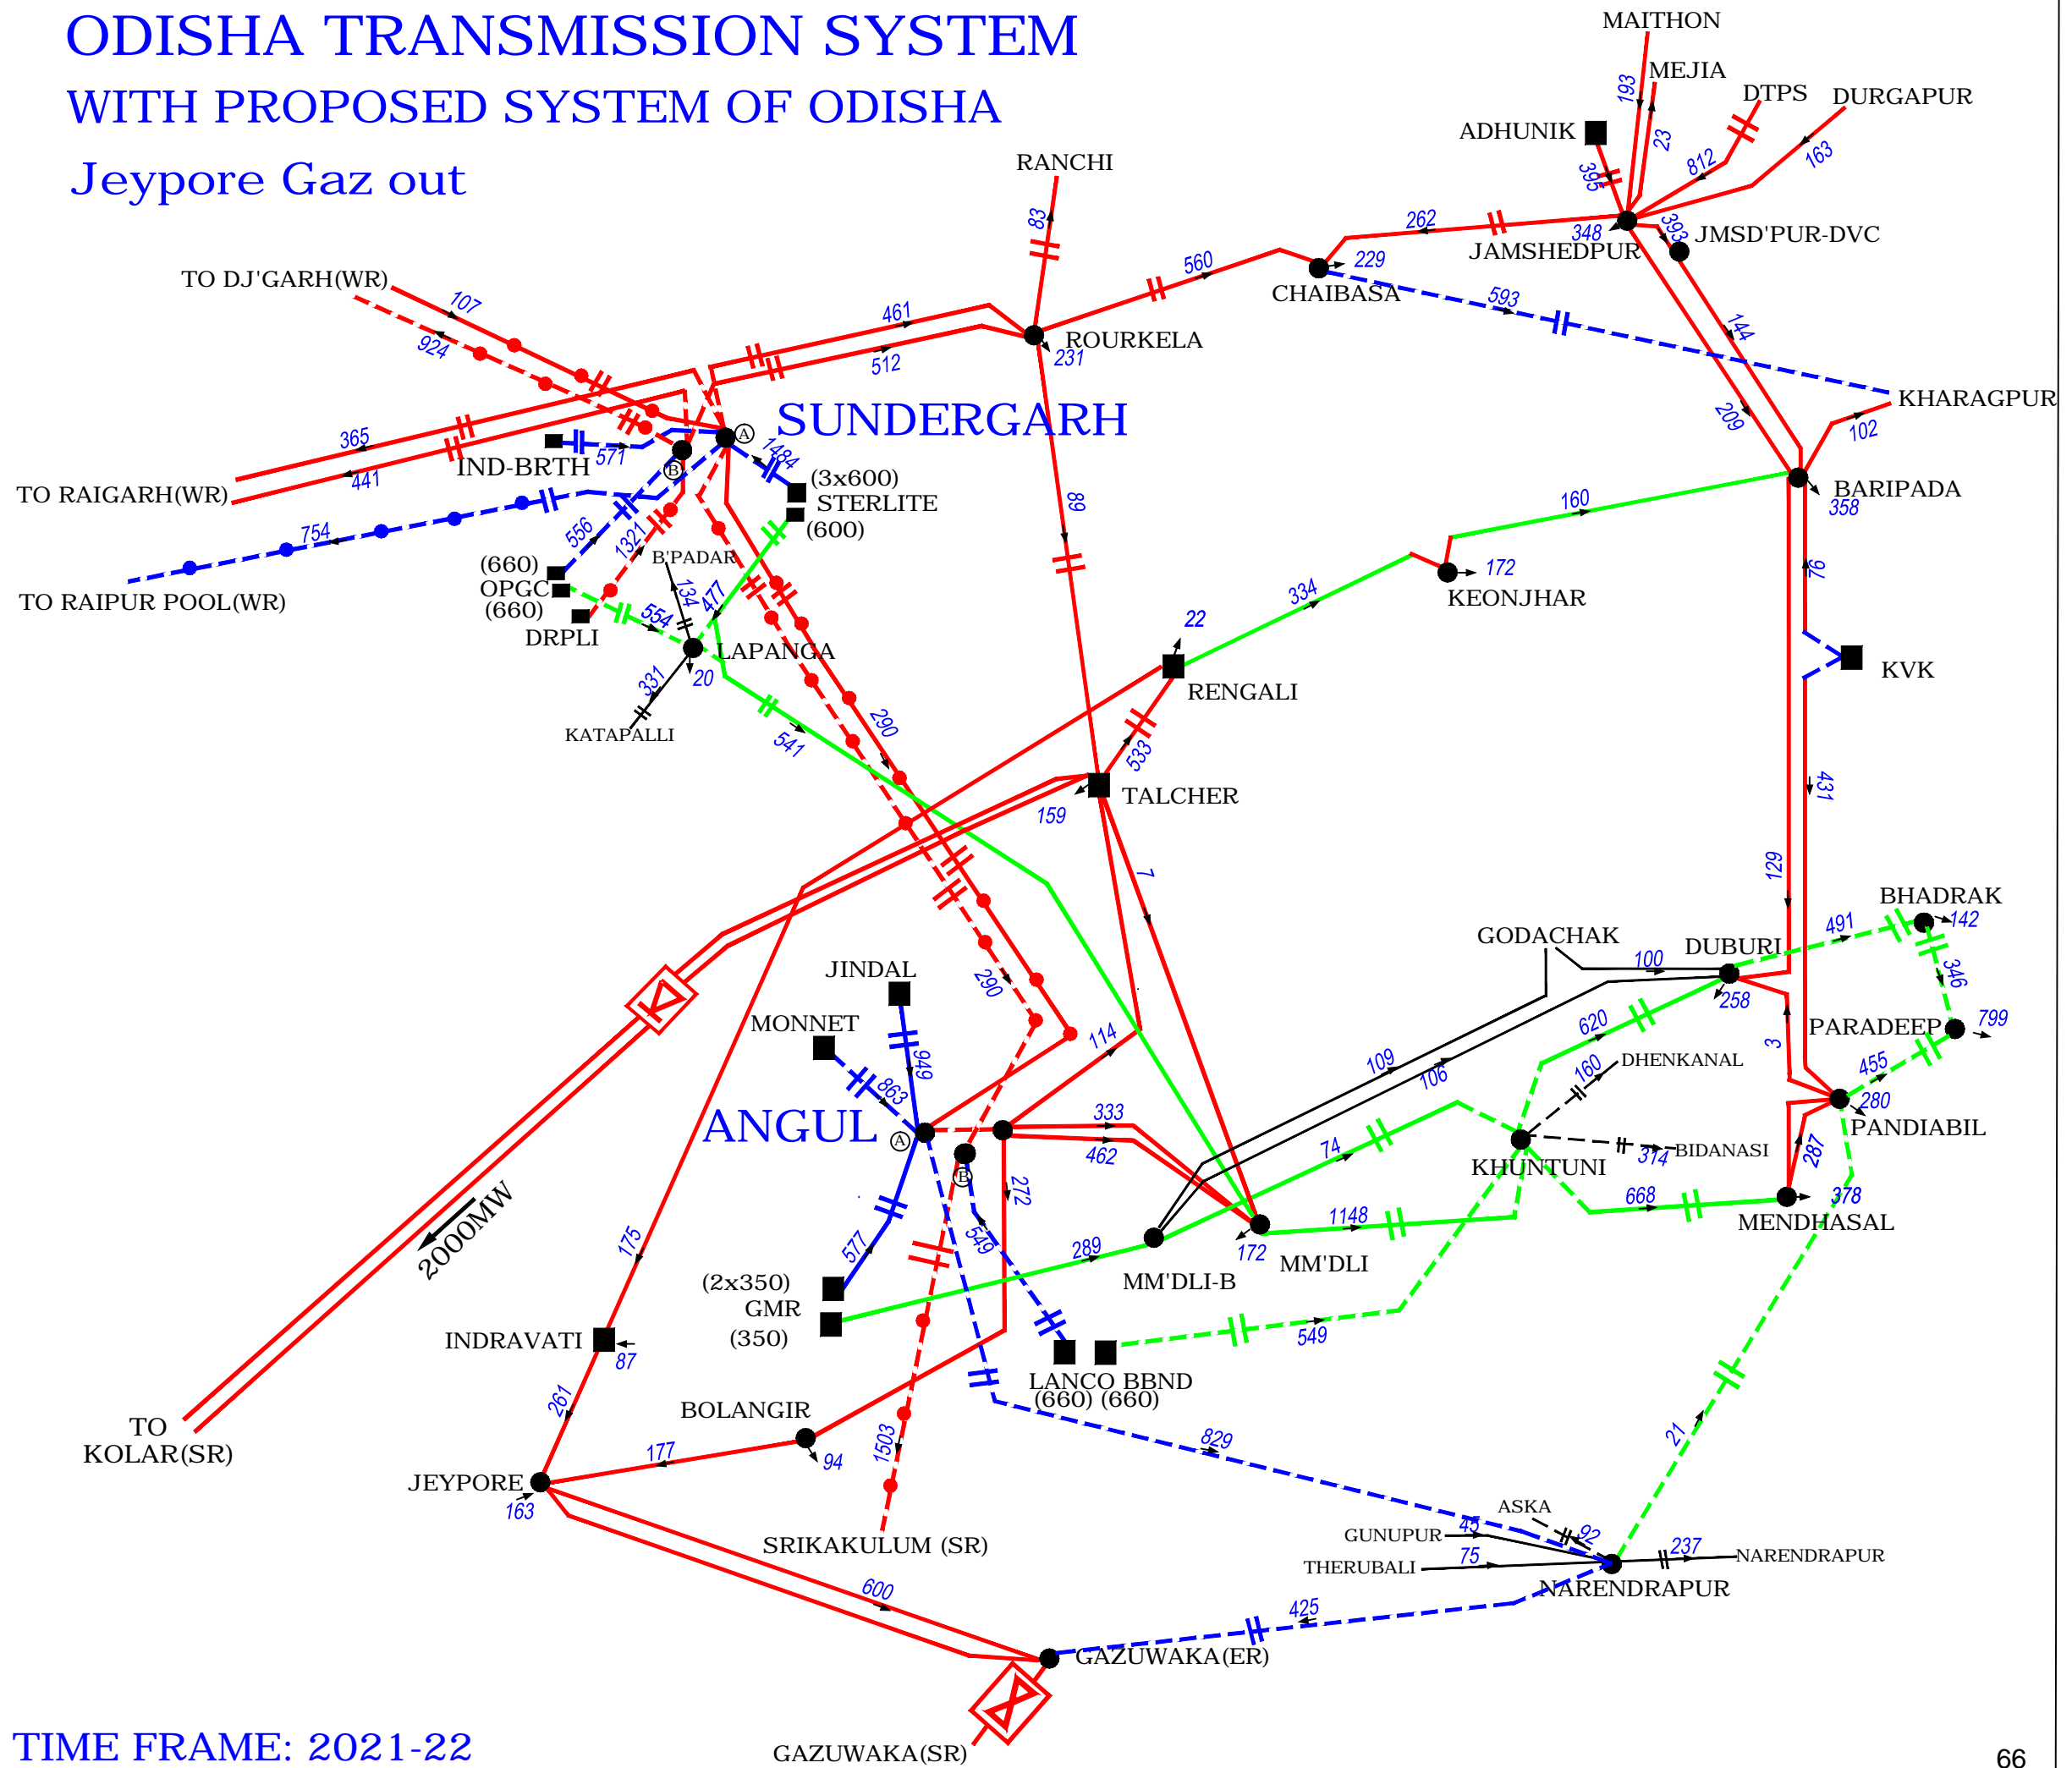 ODISHA TRANSMISSION SYSTEM
WITH PROPOSED SYSTEM OF ODISHA
Jeypore Gaz out
MAITHON
MEJIA
DTPS
DURGAPUR
ADHUNIK
193
23
812
163
395
RANCHI
83
262
348
393
JMSD'PUR-DVC
JAMSHEDPUR
560
229
CHAIBASA
593
144
209
TO DJ'GARH(WR)
107
924
461
512
ROURKELA
231
KHARAGPUR
102
SUNDERGARH
A
B
365
441
TO RAIGARH(WR)
IND-BRTH
571
1484
(3x600)
STERLITE
(600)
BARIPADA
358
89
160
754
556
1321
TO RAIPUR POOL(WR)
(660)
OPGC
(660)
DRPLI
B'PADAR
134
477
554
LAPANGA
20
331
KATAPALLI
172
KEONJHAR
334
76
22
RENGALI
KVK
541
290
533
TALCHER
159
431
7
129
BHADRAK
142
491
GODACHAK
DUBURI
100
258
346
JINDAL
290
MONNET
949
863
114
PARADEEP
799
620
3
455
109
106
160
DHENKANAL
280
PANDIABIL
ANGUL
A
B
333
462
74
KHUNTUNI
314
BIDANASI
287
272
668
378
MENDHASAL
1148
2000MW
175
577
549
289
172
MM'DLI
MM'DLI-B
(2x350)
GMR
(350)
INDRAVATI
87
549
LANCO BBND
(660) (660)
261
BOLANGIR
94
TO
KOLAR(SR)
177
1503
829
21
JEYPORE
163
SRIKAKULUM (SR)
ASKA
GUNUPUR
45
92
THERUBALI
75
237
NARENDRAPUR
NARENDRAPUR
600
425
GAZUWAKA(ER)
GAZUWAKA(SR)
TIME FRAME: 2021-22
66